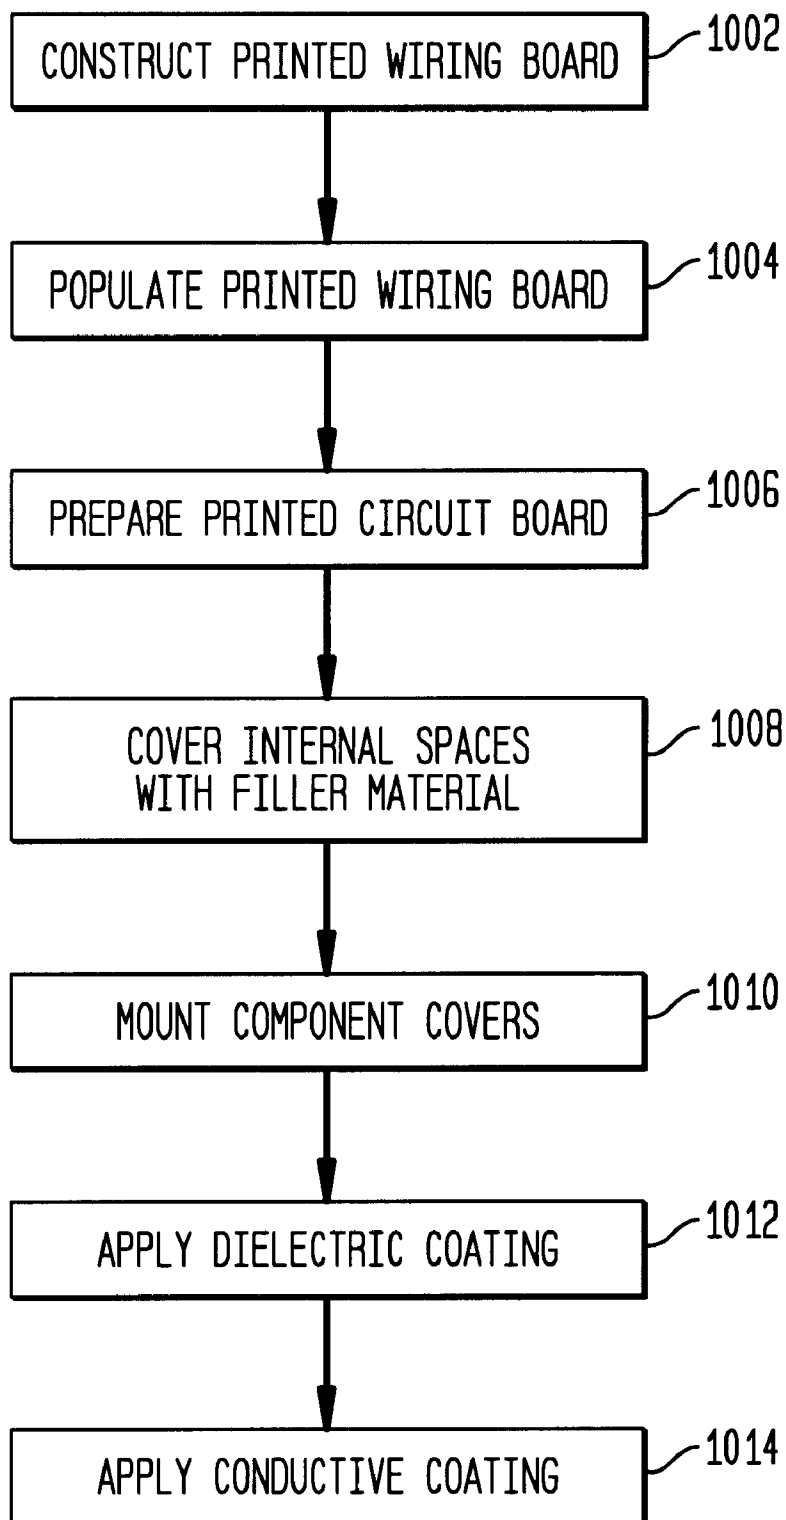 CONSTRUCT PRINTED WIRING BOARD
1002
POPULATE PRINTED WIRING BOARD
1004
PREPARE PRINTED CIRCUIT BOARD
1006
COVER INTERNAL SPACES
WITH FILLER MATERIAL
1008
MOUNT COMPONENT COVERS
1010
APPLY DIELECTRIC COATING
1012
APPLY CONDUCTIVE COATING
1014